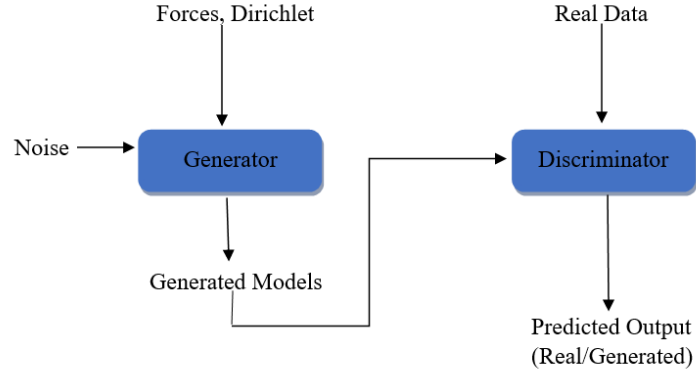 Forces, Dirichlet
Real Data
Noise
Generator
Discriminator
Generated Models
Predicted Output
(Real/Generated)